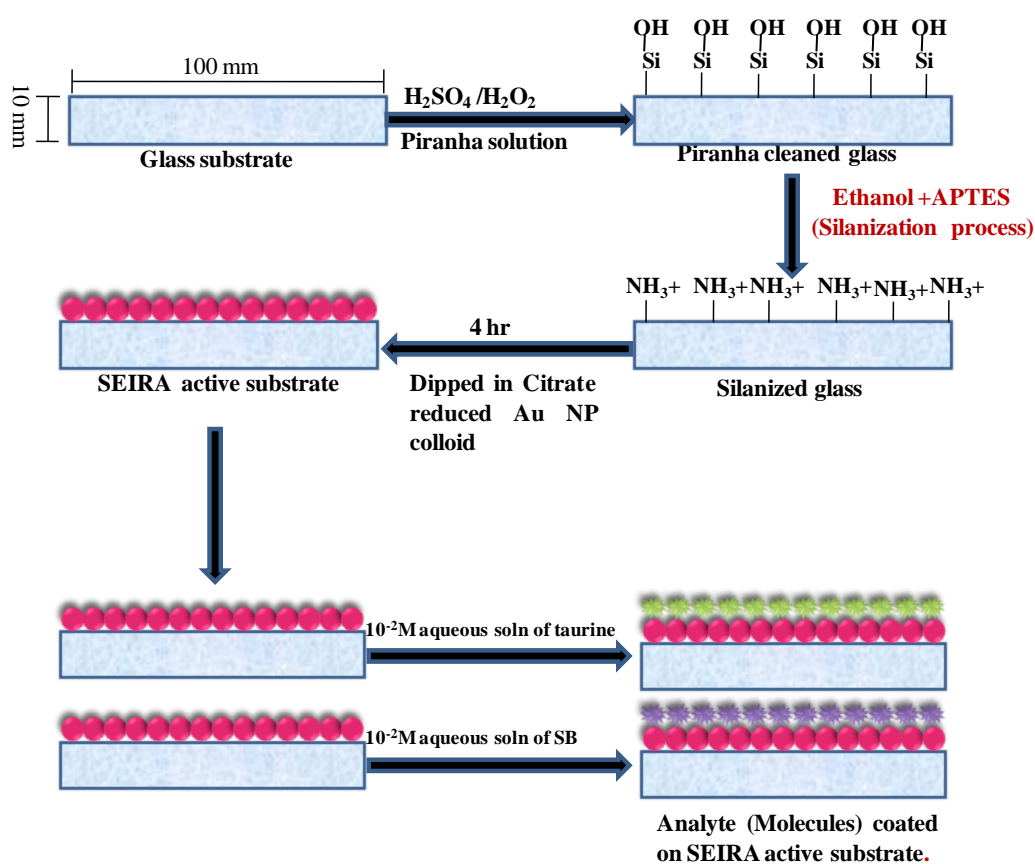 OH OH OH OH OH OH
Si Si Si Si Si Si
100 mm
10 mm
H₂SO₄ /H₂O₂
Piranha solution
Glass substrate
Piranha cleaned glass
Ethanol +APTES
(Silanization process)
NH₃+ NH₃+ NH₃+ NH₃+ NH₃+ NH₃+
4 hr
SEIRA active substrate
Dipped in Citrate
reduced Au NP
colloid
Silanized glass
10⁻²M aqueous soln of taurine
10⁻²M aqueous soln of SB
Analyte (Molecules) coated
on SEIRA active substrate.